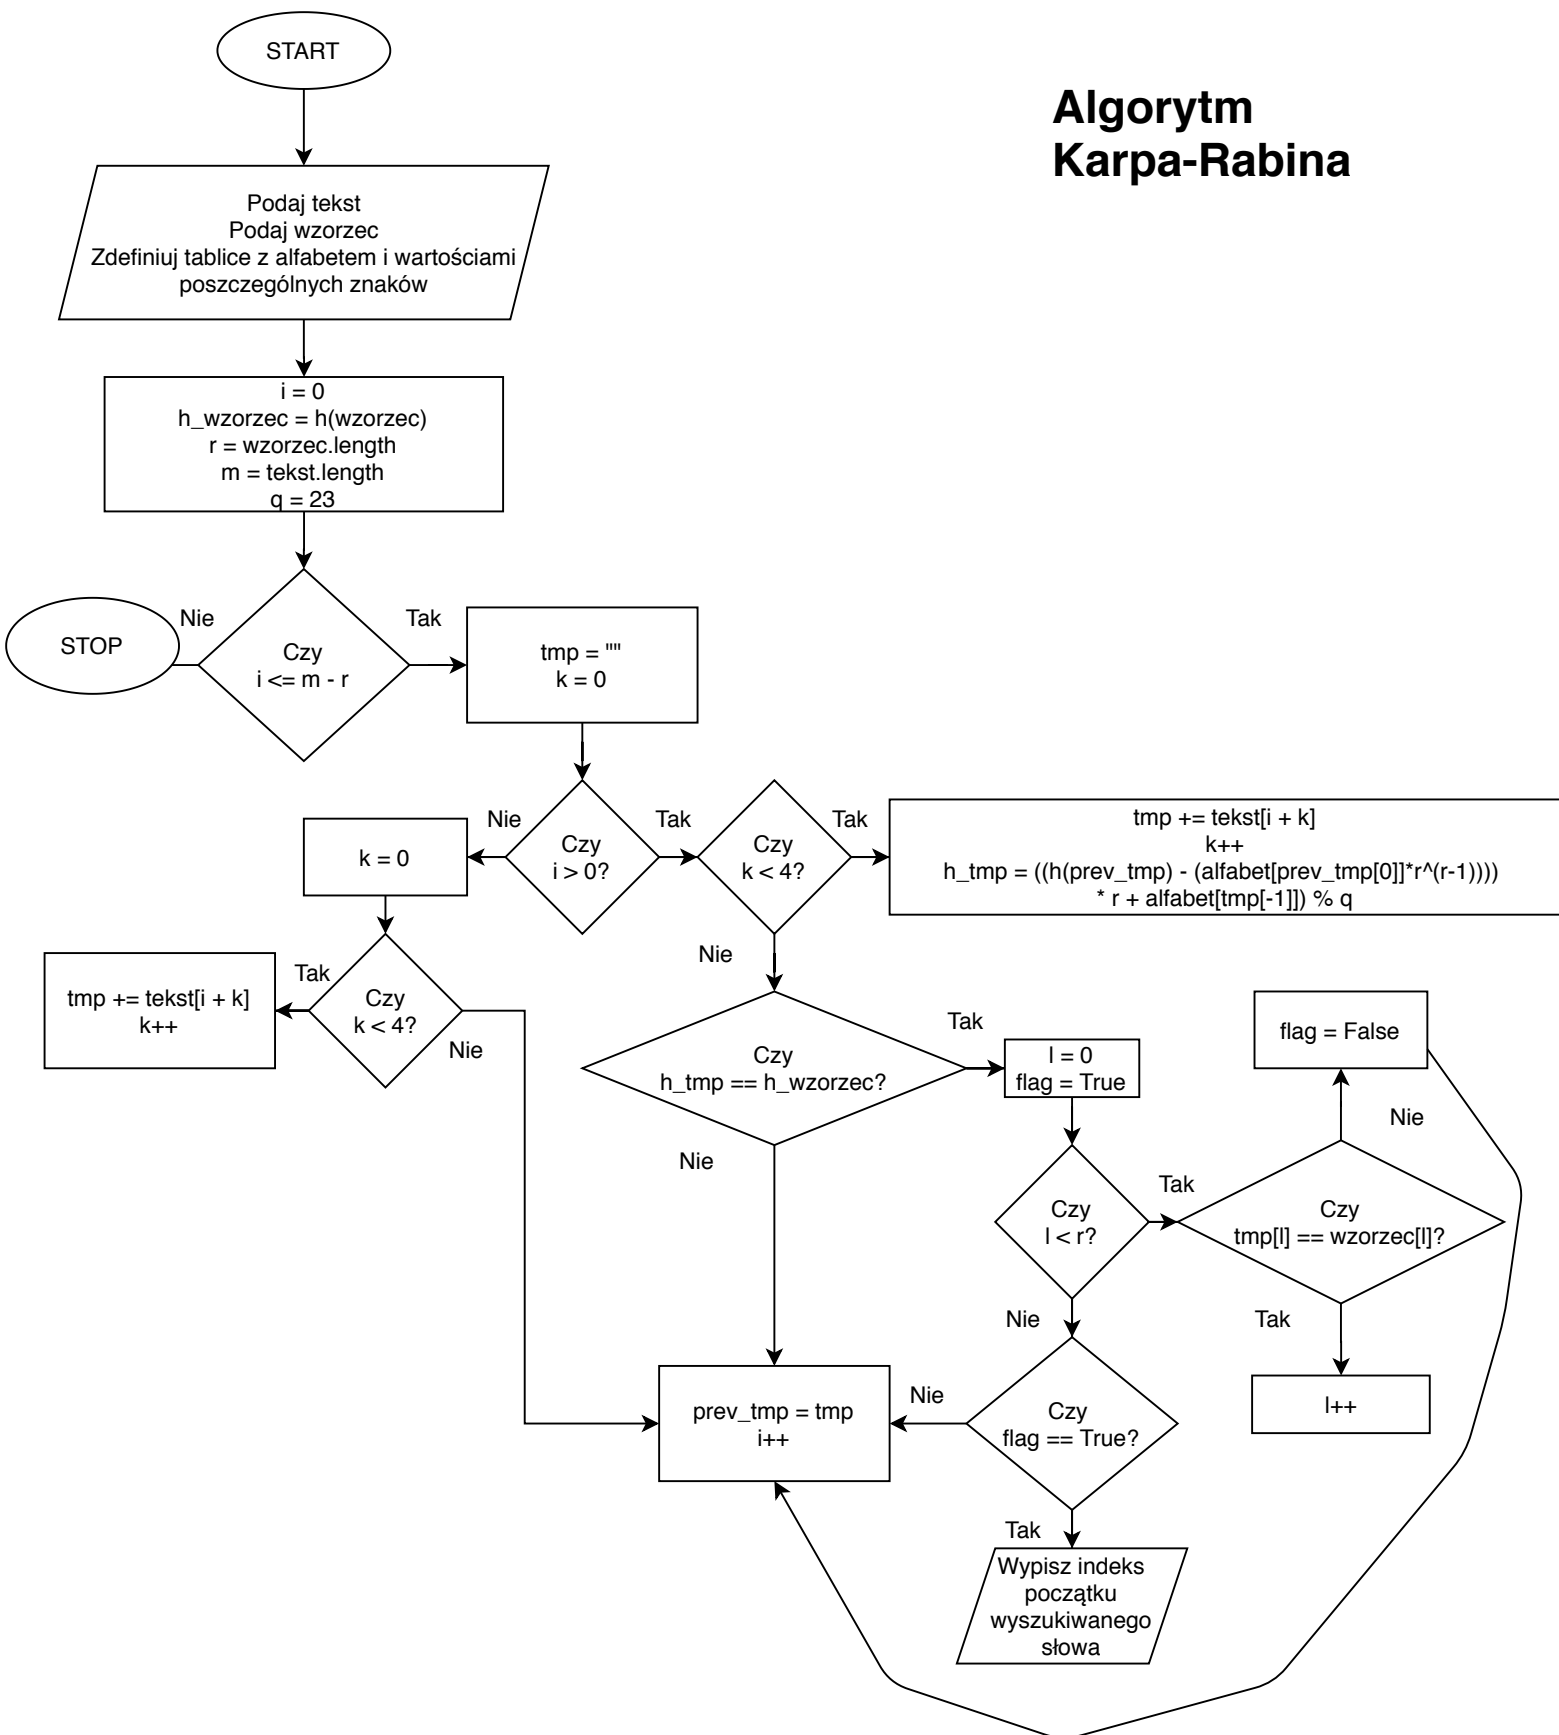 START
Algorytm
Karpa-Rabina
Podaj tekst
Podaj wzorzec
Zdefiniuj tablice z alfabetem i wartościami
poszczególnych znaków
i = 0
h_wzorzec = h(wzorzec)
r = wzorzec.length
m = tekst.length
q = 23
STOP
Nie
Czy
i <= m - r
Tak
tmp = ""
k = 0
k = 0
Nie
Czy
i > 0?
Tak
Czy
k < 4?
Tak
tmp += tekst[i + k]
k++
h_tmp = ((h(prev_tmp) - (alfabet[prev_tmp[0]]*r^(r-1))))
* r + alfabet[tmp[-1]]) % q
Nie
tmp += tekst[i + k]
k++
Tak
Czy
k < 4?
Nie
Czy
h_tmp == h_wzorzec?
Tak
l = 0
flag = True
flag = False
Nie
Nie
Czy
l < r?
Tak
Czy
tmp[l] == wzorzec[l]?
Nie
Tak
l++
prev_tmp = tmp
i++
Nie
Czy
flag == True?
Tak
Wypisz indeks
początku
wyszukiwanego
słowa